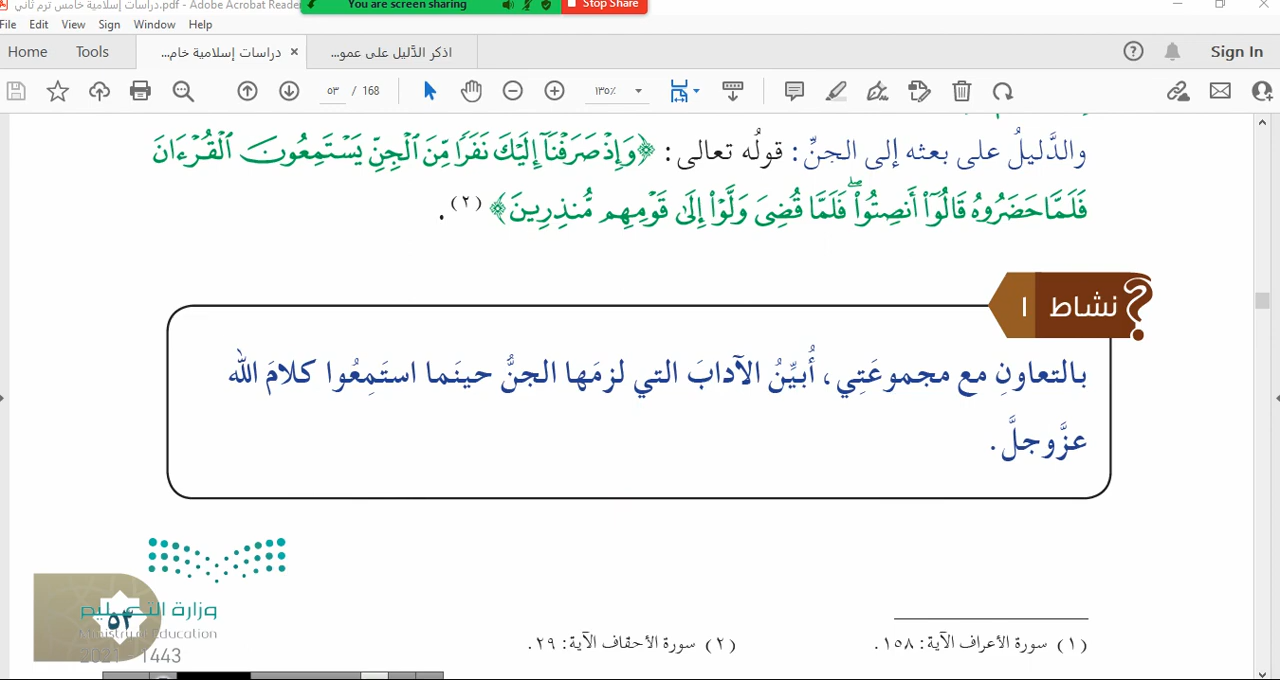 دراسات إسلامية خامس ترم ثاني.pdf - Adobe Acrobat Reader
You are screen sharing
Stop Share
File Edit View Sign Window Help
Home Tools
دراسات إسلامية خام...
اذكر الدَّليل على عمو...
Sign In
٥٣ / 168
١٣٥٪
والدَّليلُ على بعثه إلى الجنِّ: قولُه تعالى: ﴿وَإِذْ صَرَفْنَآ إِلَيْكَ نَفَرًا مِّنَ ٱلْجِنِّ يَسْتَمِعُونَ ٱلْقُرْءَانَ
فَلَمَّا حَضَرُوهُ قَالُوٓا۟ أَنصِتُوا۟ۖ فَلَمَّا قُضِىَ وَلَّوْا۟ إِلَىٰ قَوْمِهِم مُّنذِرِينَ﴾(٢).
نشاط ١
بالتعاونِ مع مجموعَتِي، أُبيِّنُ الآدابَ التي لزمَها الجنُّ حينَما استَمِعُوا كلامَ الله
عزَّوجلَّ.
وزارة التعليم
٥٣
Ministry of Education
2021 - 1443
(١) سورة الأعراف الآية: ١٥٨.
(٢) سورة الأحقاف الآية: ٢٩.